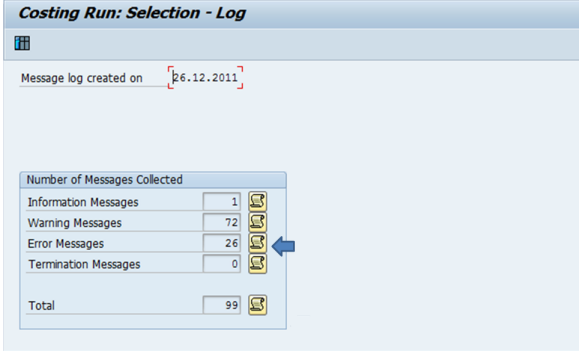 Costing Run: Selection - Log
Message log created on 26.12.2011
Number of Messages Collected
Information Messages 1
Warning Messages 72
Error Messages 26
Termination Messages 0
Total 99